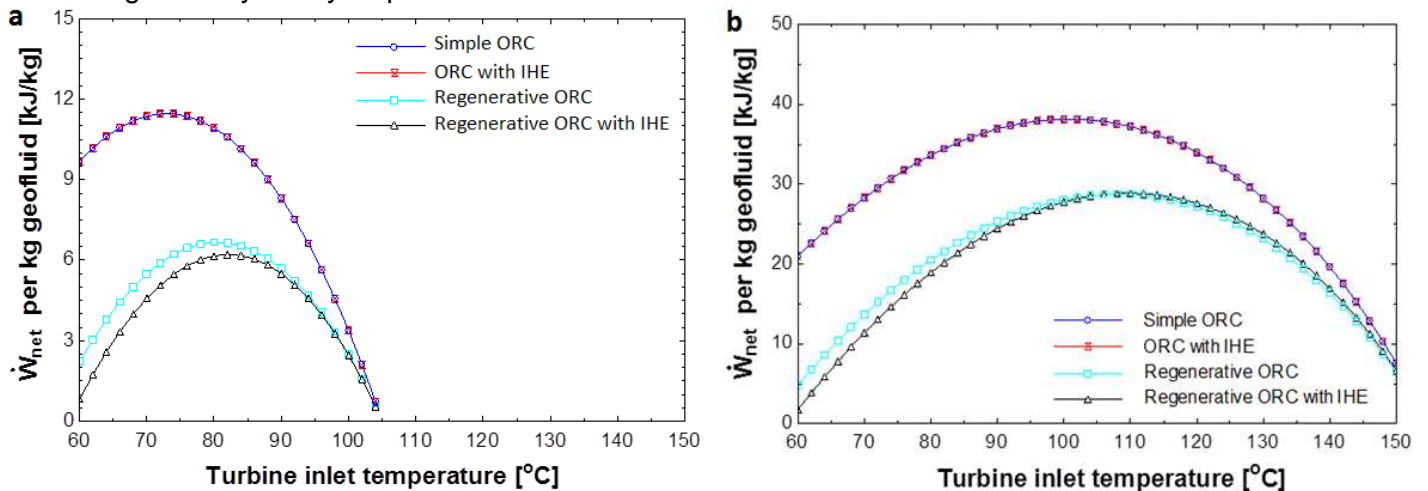 a
15
12
9
6
3
0
Ẇnet per kg geofluid [kJ/kg]
Simple ORC
ORC with IHE
Regenerative ORC
Regenerative ORC with IHE
60 70 80 90 100 110 120 130 140 150
Turbine inlet temperature [°C]
b
50
40
30
20
10
0
Ẇnet per kg geofluid [kJ/kg]
Simple ORC
ORC with IHE
Regenerative ORC
Regenerative ORC with IHE
60 70 80 90 100 110 120 130 140 150
Turbine inlet temperature [°C]